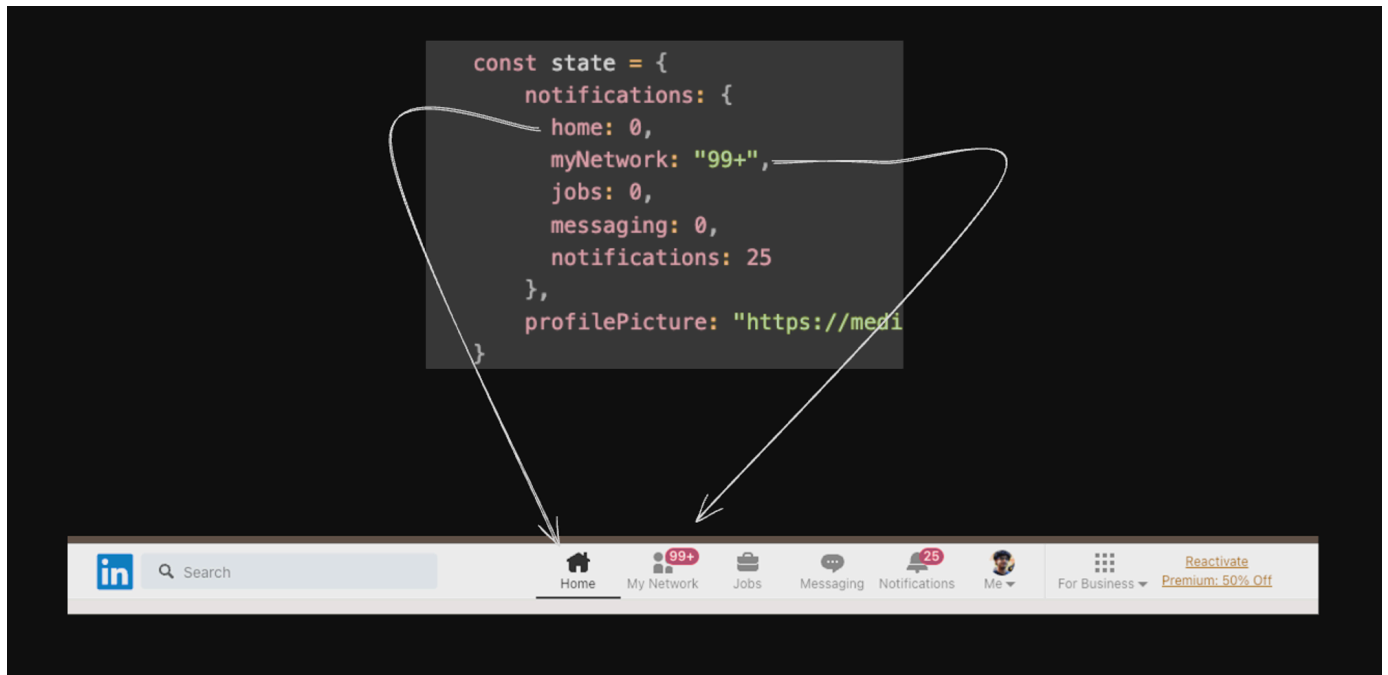 const state = {
notifications: {
home: 0,
myNetwork: "99+",
jobs: 0,
messaging: 0,
notifications: 25
},
profilePicture: "https://medi
}
in
Search
99+
25
Home
My Network
Jobs
Messaging
Notifications
Me
For Business
Reactivate
Premium: 50% Off